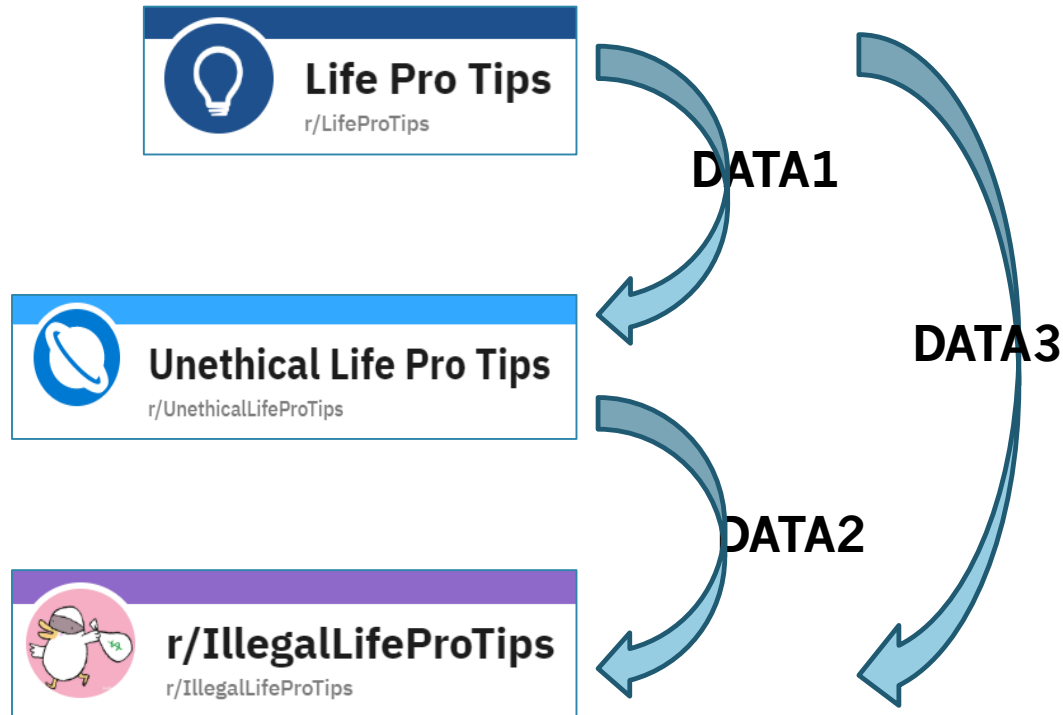 Life Pro Tips
r/LifeProTips
DATA1
Unethical Life Pro Tips
r/UnethicalLifeProTips
DATA3
DATA2
r/IllegalLifeProTips
r/IllegalLifeProTips